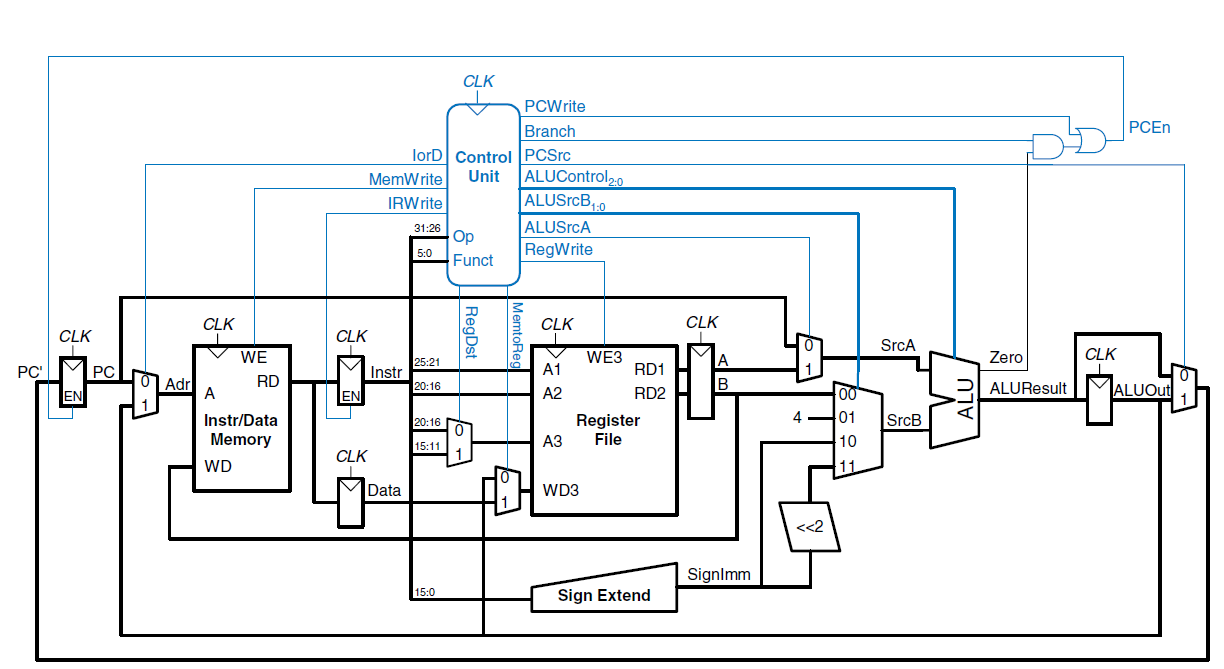 CLK
PCWrite
Branch
PCEn
IorD
Control
Unit
PCSrc
MemWrite
ALUControl2:0
IRWrite
ALUSrcB1:0
31:26
Op
ALUSrcA
5:0
Funct
RegWrite
RegDst
MemtoReg
CLK
CLK
CLK
CLK
CLK
PC'
EN
PC
0
1
Adr
WE
A
RD
Instr/Data
Memory
WD
EN
Instr
CLK
Data
25:21
20:16
20:16
15:11
0
1
0
1
A1
A2
A3
WD3
WE3
RD1
RD2
Register
File
A
B
0
1
SrcA
00
4
01
10
11
SrcB
ALU
Zero
ALUResult
CLK
ALUOut
0
1
<<2
SignImm
15:0
Sign Extend